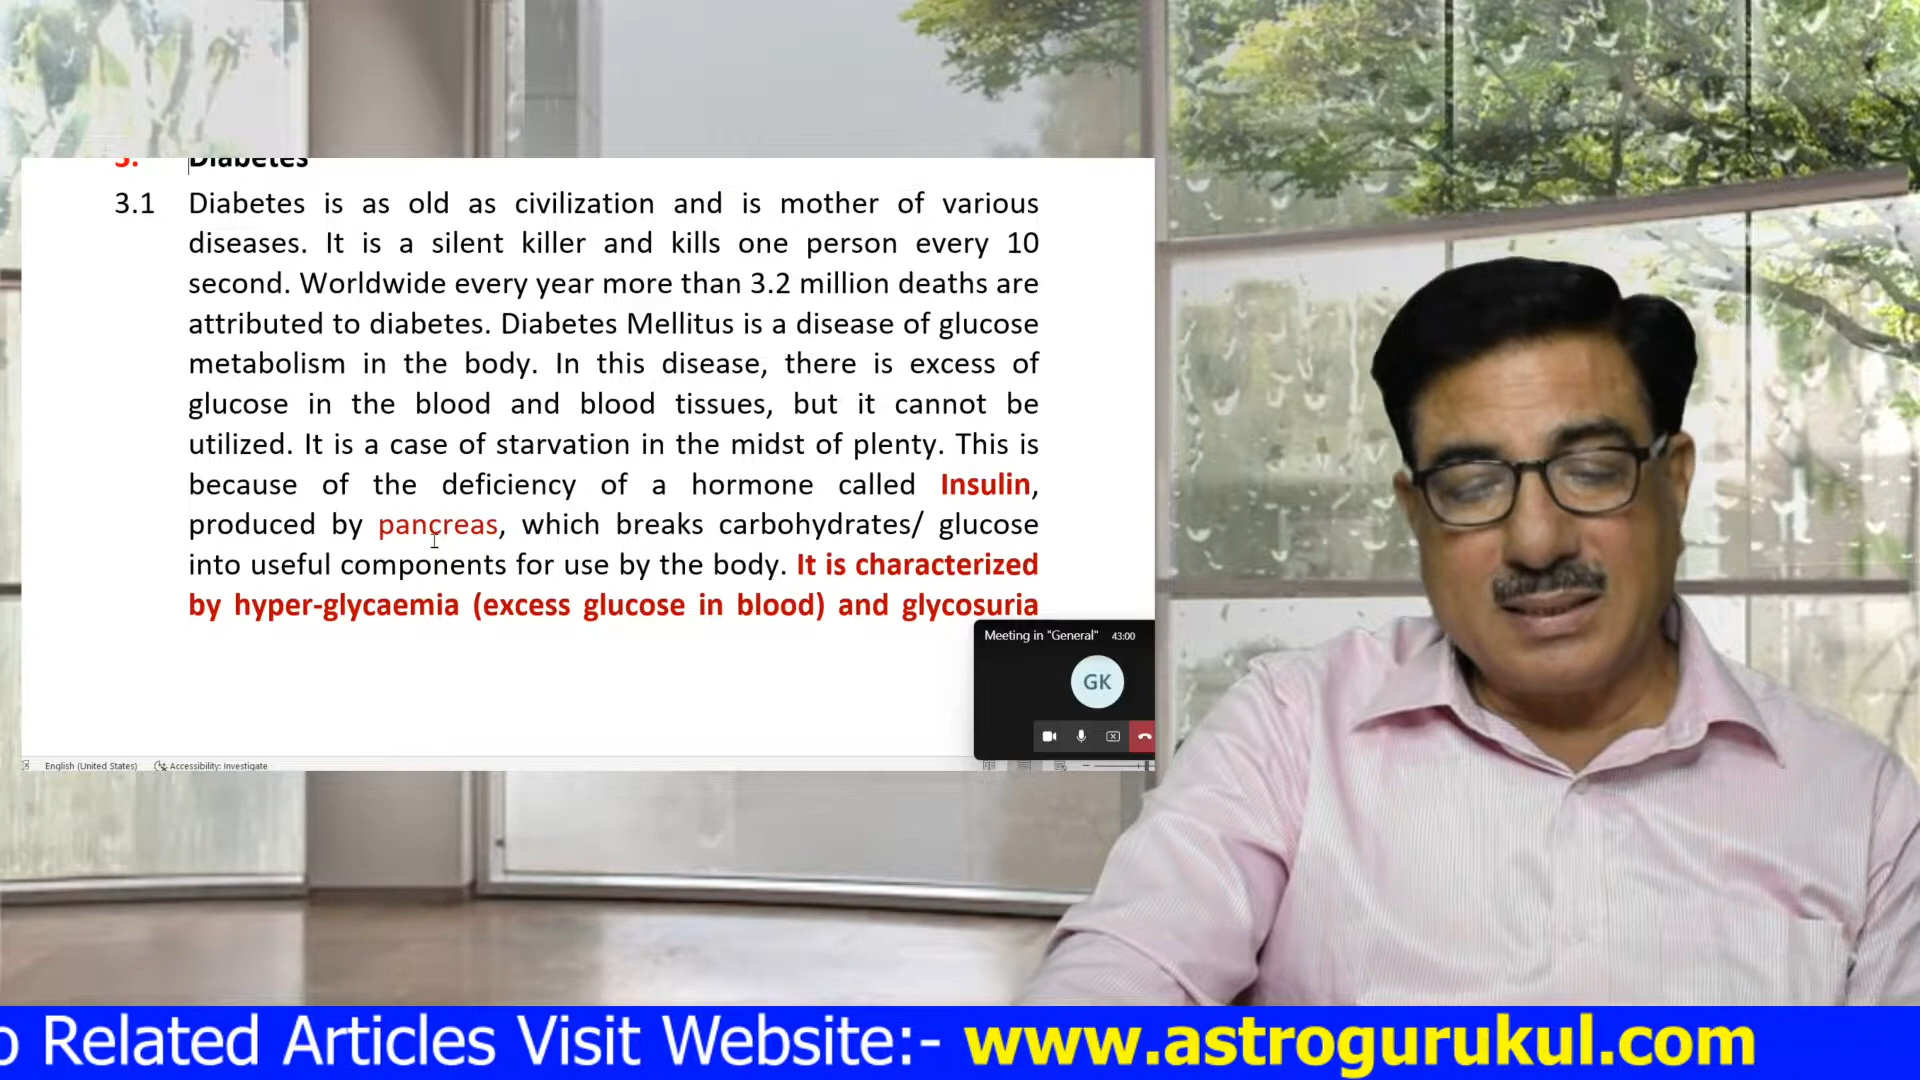 3. Diabetes
3.1 Diabetes is as old as civilization and is mother of various
diseases. It is a silent killer and kills one person every 10
second. Worldwide every year more than 3.2 million deaths are
attributed to diabetes. Diabetes Mellitus is a disease of glucose
metabolism in the body. In this disease, there is excess of
glucose in the blood and blood tissues, but it cannot be
utilized. It is a case of starvation in the midst of plenty. This is
because of the deficiency of a hormone called Insulin,
produced by pancreas, which breaks carbohydrates/ glucose
into useful components for use by the body. It is characterized
by hyper-glycaemia (excess glucose in blood) and glycosuria
Meeting in "General" 43:00
GK
English (United States) Accessibility: Investigate
o Related Articles Visit Website:- www.astrogurukul.com